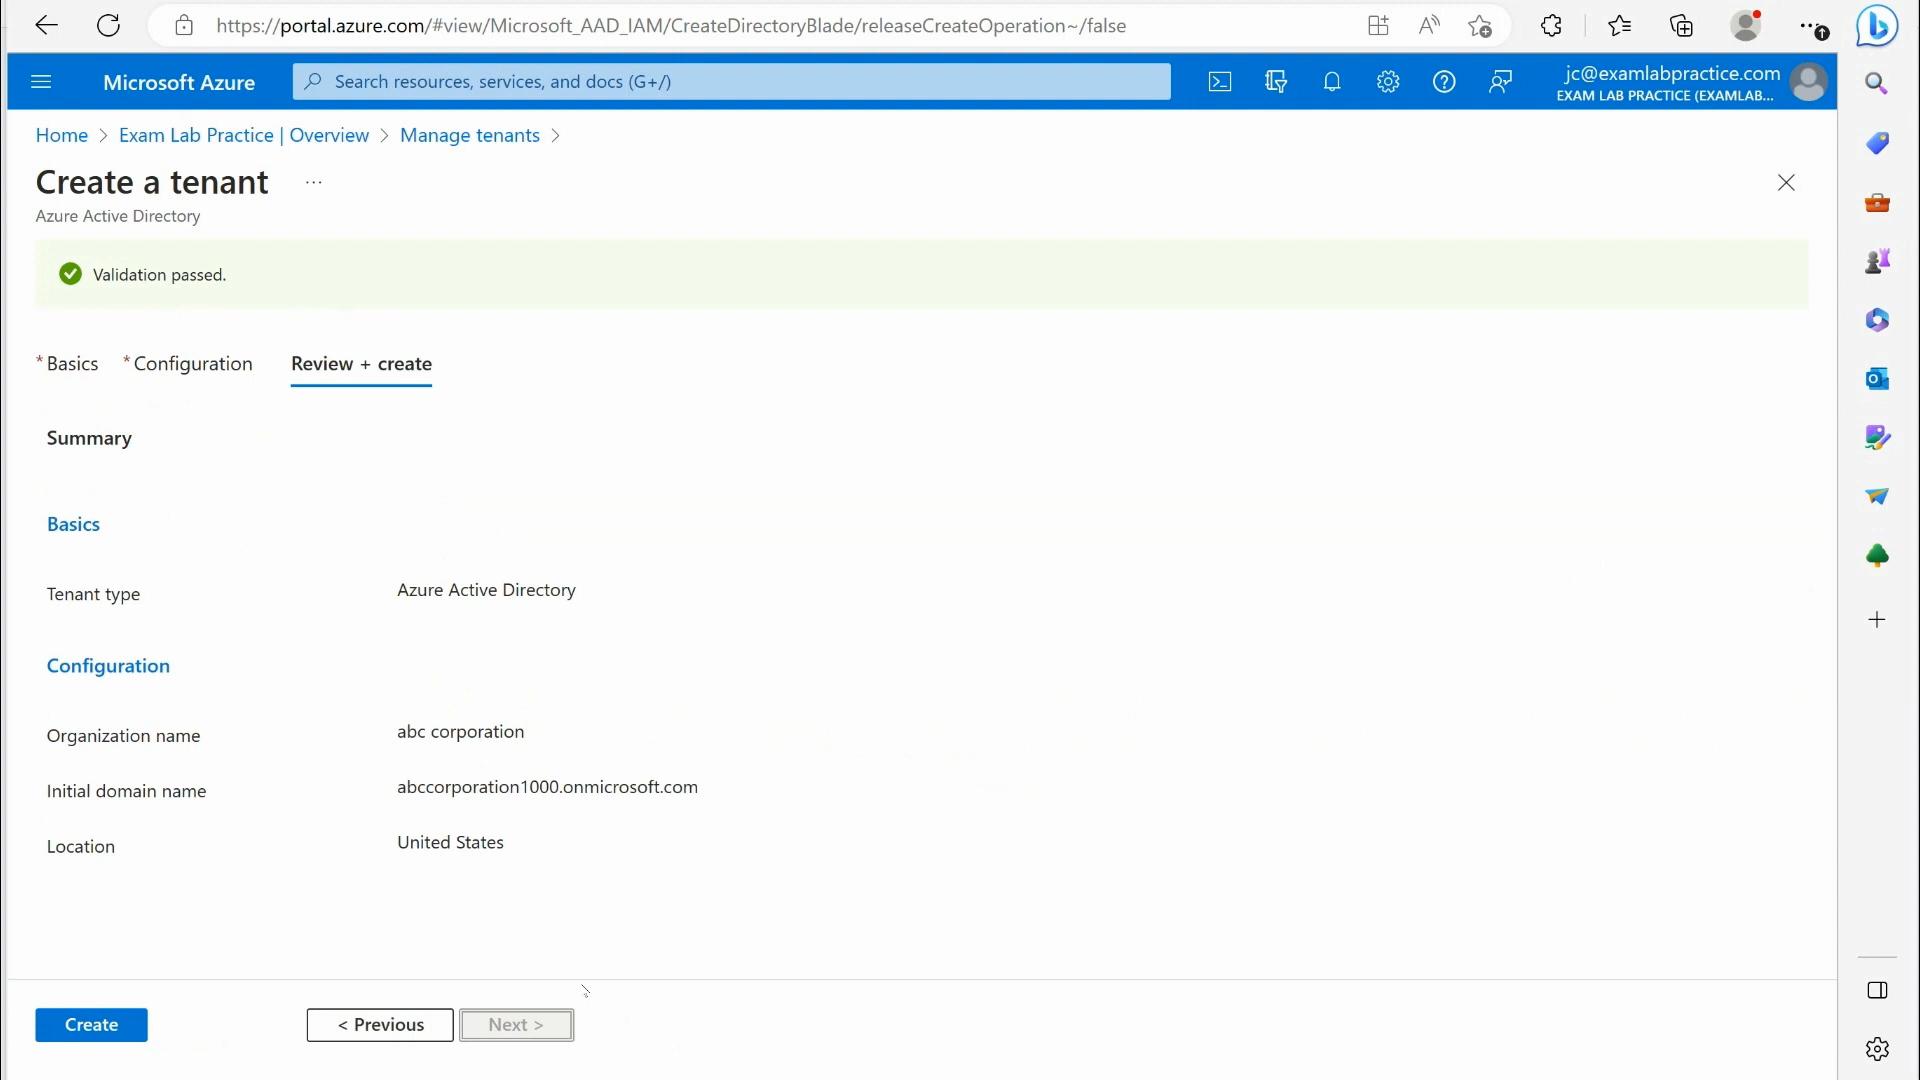 https://portal.azure.com/#view/Microsoft_AAD_IAM/CreateDirectoryBlade/releaseCreateOperation~/false
Microsoft Azure
Search resources, services, and docs (G+/)
jc@examlabpractice.com
EXAM LAB PRACTICE (EXAMLAB...
Home > Exam Lab Practice | Overview > Manage tenants >
Create a tenant ...
Azure Active Directory
Validation passed.
* Basics * Configuration Review + create
Summary
Basics
Tenant type Azure Active Directory
Configuration
Organization name abc corporation
Initial domain name abccorporation1000.onmicrosoft.com
Location United States
Create < Previous Next >